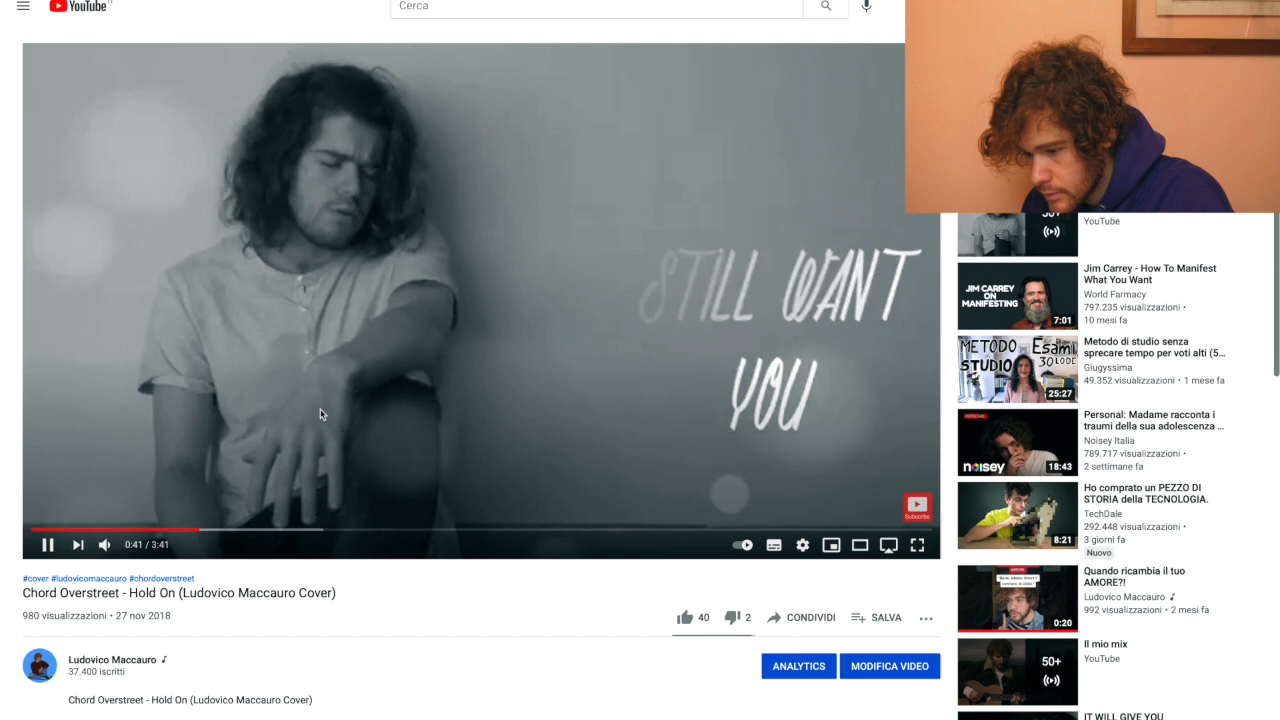 YouTube
IT
Cerca
STILL WANT
YOU
Subscribe
0:41 / 3:41
#cover #ludovicomaccauro #chordoverstreet
Chord Overstreet - Hold On (Ludovico Maccauro Cover)
980 visualizzazioni • 27 nov 2018
40
2
CONDIVIDI
SALVA
Ludovico Maccauro
37.400 iscritti
ANALYTICS
MODIFICA VIDEO
Chord Overstreet - Hold On (Ludovico Maccauro Cover)
50+
YouTube
JIM CARREY
ON
MANIFESTING
7:01
Jim Carrey - How To Manifest
What You Want
World Farmacy
797.235 visualizzazioni •
10 mesi fa
METODO
STUDIO
Esami
30 LODE
25:27
Metodo di studio senza
sprecare tempo per voti alti (5...
Giugyssima
49.352 visualizzazioni • 1 mese fa
PERSONAL
noisey
18:43
Personal: Madame racconta i
traumi della sua adolescenza ...
Noisey Italia
789.717 visualizzazioni •
2 settimane fa
8:21
Ho comprato un PEZZO DI
STORIA della TECNOLOGIA.
TechDale
292.448 visualizzazioni •
3 giorni fa
Nuovo
AMORE
0:20
Quando ricambia il tuo
AMORE?!
Ludovico Maccauro
992 visualizzazioni • 2 mesi fa
50+
Il mio mix
YouTube
IT WILL GIVE YOU